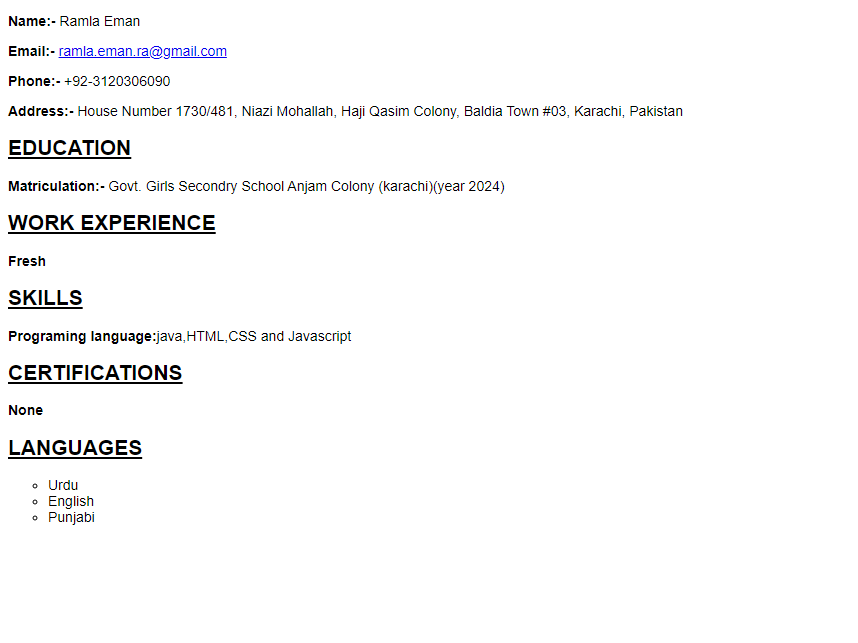 Name:- Ramla Eman
Email:- ramla.eman.ra@gmail.com
Phone:- +92-3120306090
Address:- House Number 1730/481, Niazi Mohallah, Haji Qasim Colony, Baldia Town #03, Karachi, Pakistan
EDUCATION
Matriculation:- Govt. Girls Secondry School Anjam Colony (karachi)(year 2024)
WORK EXPERIENCE
Fresh
SKILLS
Programing language:java,HTML,CSS and Javascript
CERTIFICATIONS
None
LANGUAGES
Urdu
English
Punjabi